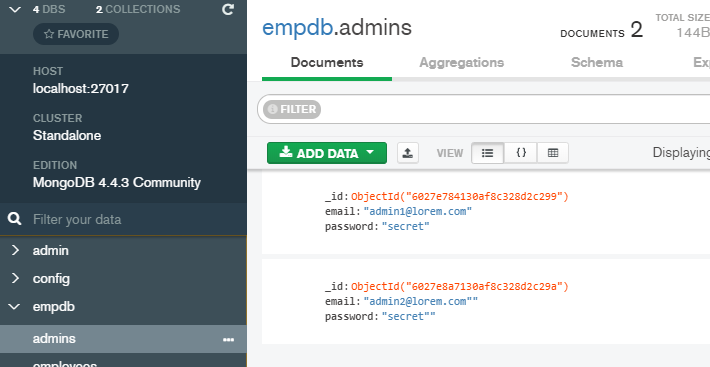 4 DBS 2 COLLECTIONS
FAVORITE
HOST
localhost:27017
CLUSTER
Standalone
EDITION
MongoDB 4.4.3 Community
Filter your data
admin
config
empdb
admins
employees
empdb.admins
DOCUMENTS 2
TOTAL SIZE
144B
Documents Aggregations Schema Ex
FILTER
ADD DATA VIEW { } Displaying
_id:ObjectId("6027e784130af8c328d2c299")
email:"admin1@lorem.com"
password:"secret"
_id:ObjectId("6027e8a7130af8c328d2c29a")
email:"admin2@lorem.com""
password:"secret""